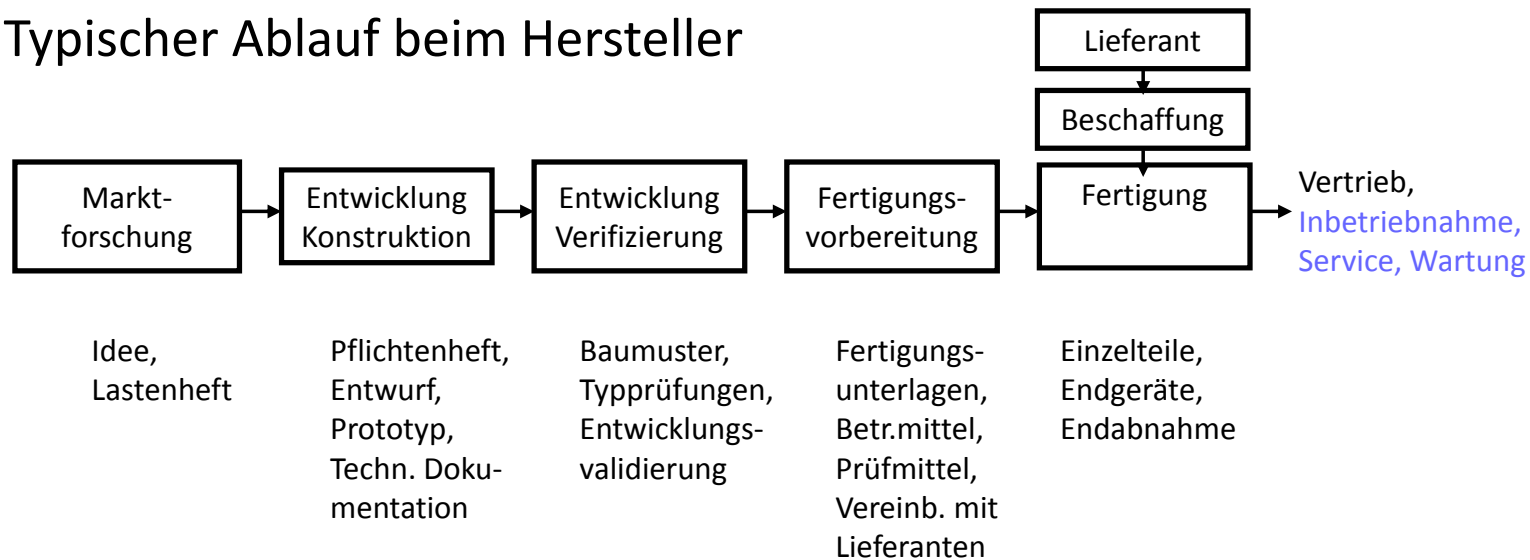 Typischer Ablauf beim Hersteller
Lieferant
Beschaffung
Markt-
forschung
Entwicklung
Konstruktion
Entwicklung
Verifizierung
Fertigungs-
vorbereitung
Fertigung
Vertrieb,
Inbetriebnahme,
Service, Wartung
Idee,
Lastenheft
Pflichtenheft,
Entwurf,
Prototyp,
Techn. Doku-
mentation
Baumuster,
Typprüfungen,
Entwicklungs-
validierung
Fertigungs-
unterlagen,
Betr.mittel,
Prüfmittel,
Vereinb. mit
Lieferanten
Einzelteile,
Endgeräte,
Endabnahme